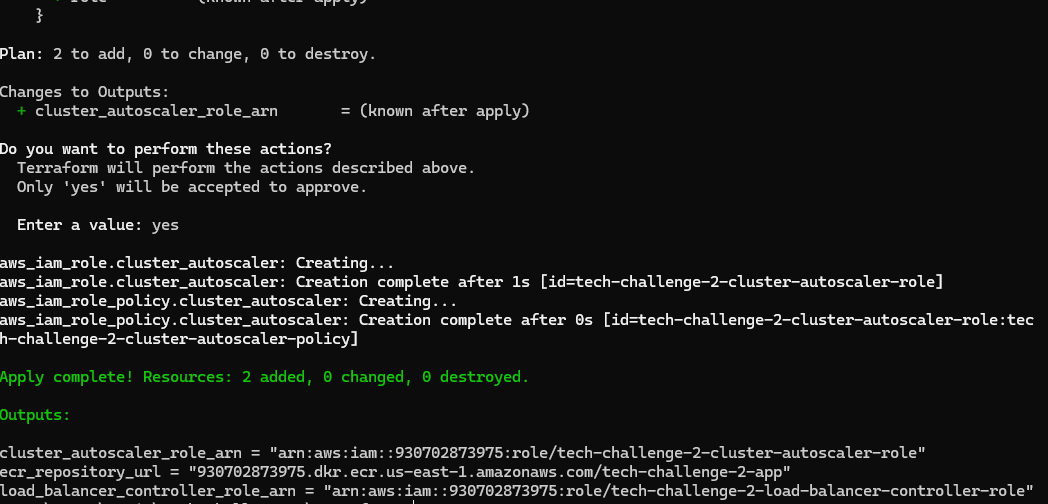 }
Plan: 2 to add, 0 to change, 0 to destroy.
Changes to Outputs:
+ cluster_autoscaler_role_arn = (known after apply)
Do you want to perform these actions?
Terraform will perform the actions described above.
Only 'yes' will be accepted to approve.
Enter a value: yes
aws_iam_role.cluster_autoscaler: Creating...
aws_iam_role.cluster_autoscaler: Creation complete after 1s [id=tech-challenge-2-cluster-autoscaler-role]
aws_iam_role_policy.cluster_autoscaler: Creating...
aws_iam_role_policy.cluster_autoscaler: Creation complete after 0s [id=tech-challenge-2-cluster-autoscaler-role:tec
h-challenge-2-cluster-autoscaler-policy]
Apply complete! Resources: 2 added, 0 changed, 0 destroyed.
Outputs:
cluster_autoscaler_role_arn = "arn:aws:iam::930702873975:role/tech-challenge-2-cluster-autoscaler-role"
ecr_repository_url = "930702873975.dkr.ecr.us-east-1.amazonaws.com/tech-challenge-2-app"
load_balancer_controller_role_arn = "arn:aws:iam::930702873975:role/tech-challenge-2-load-balancer-controller-role"